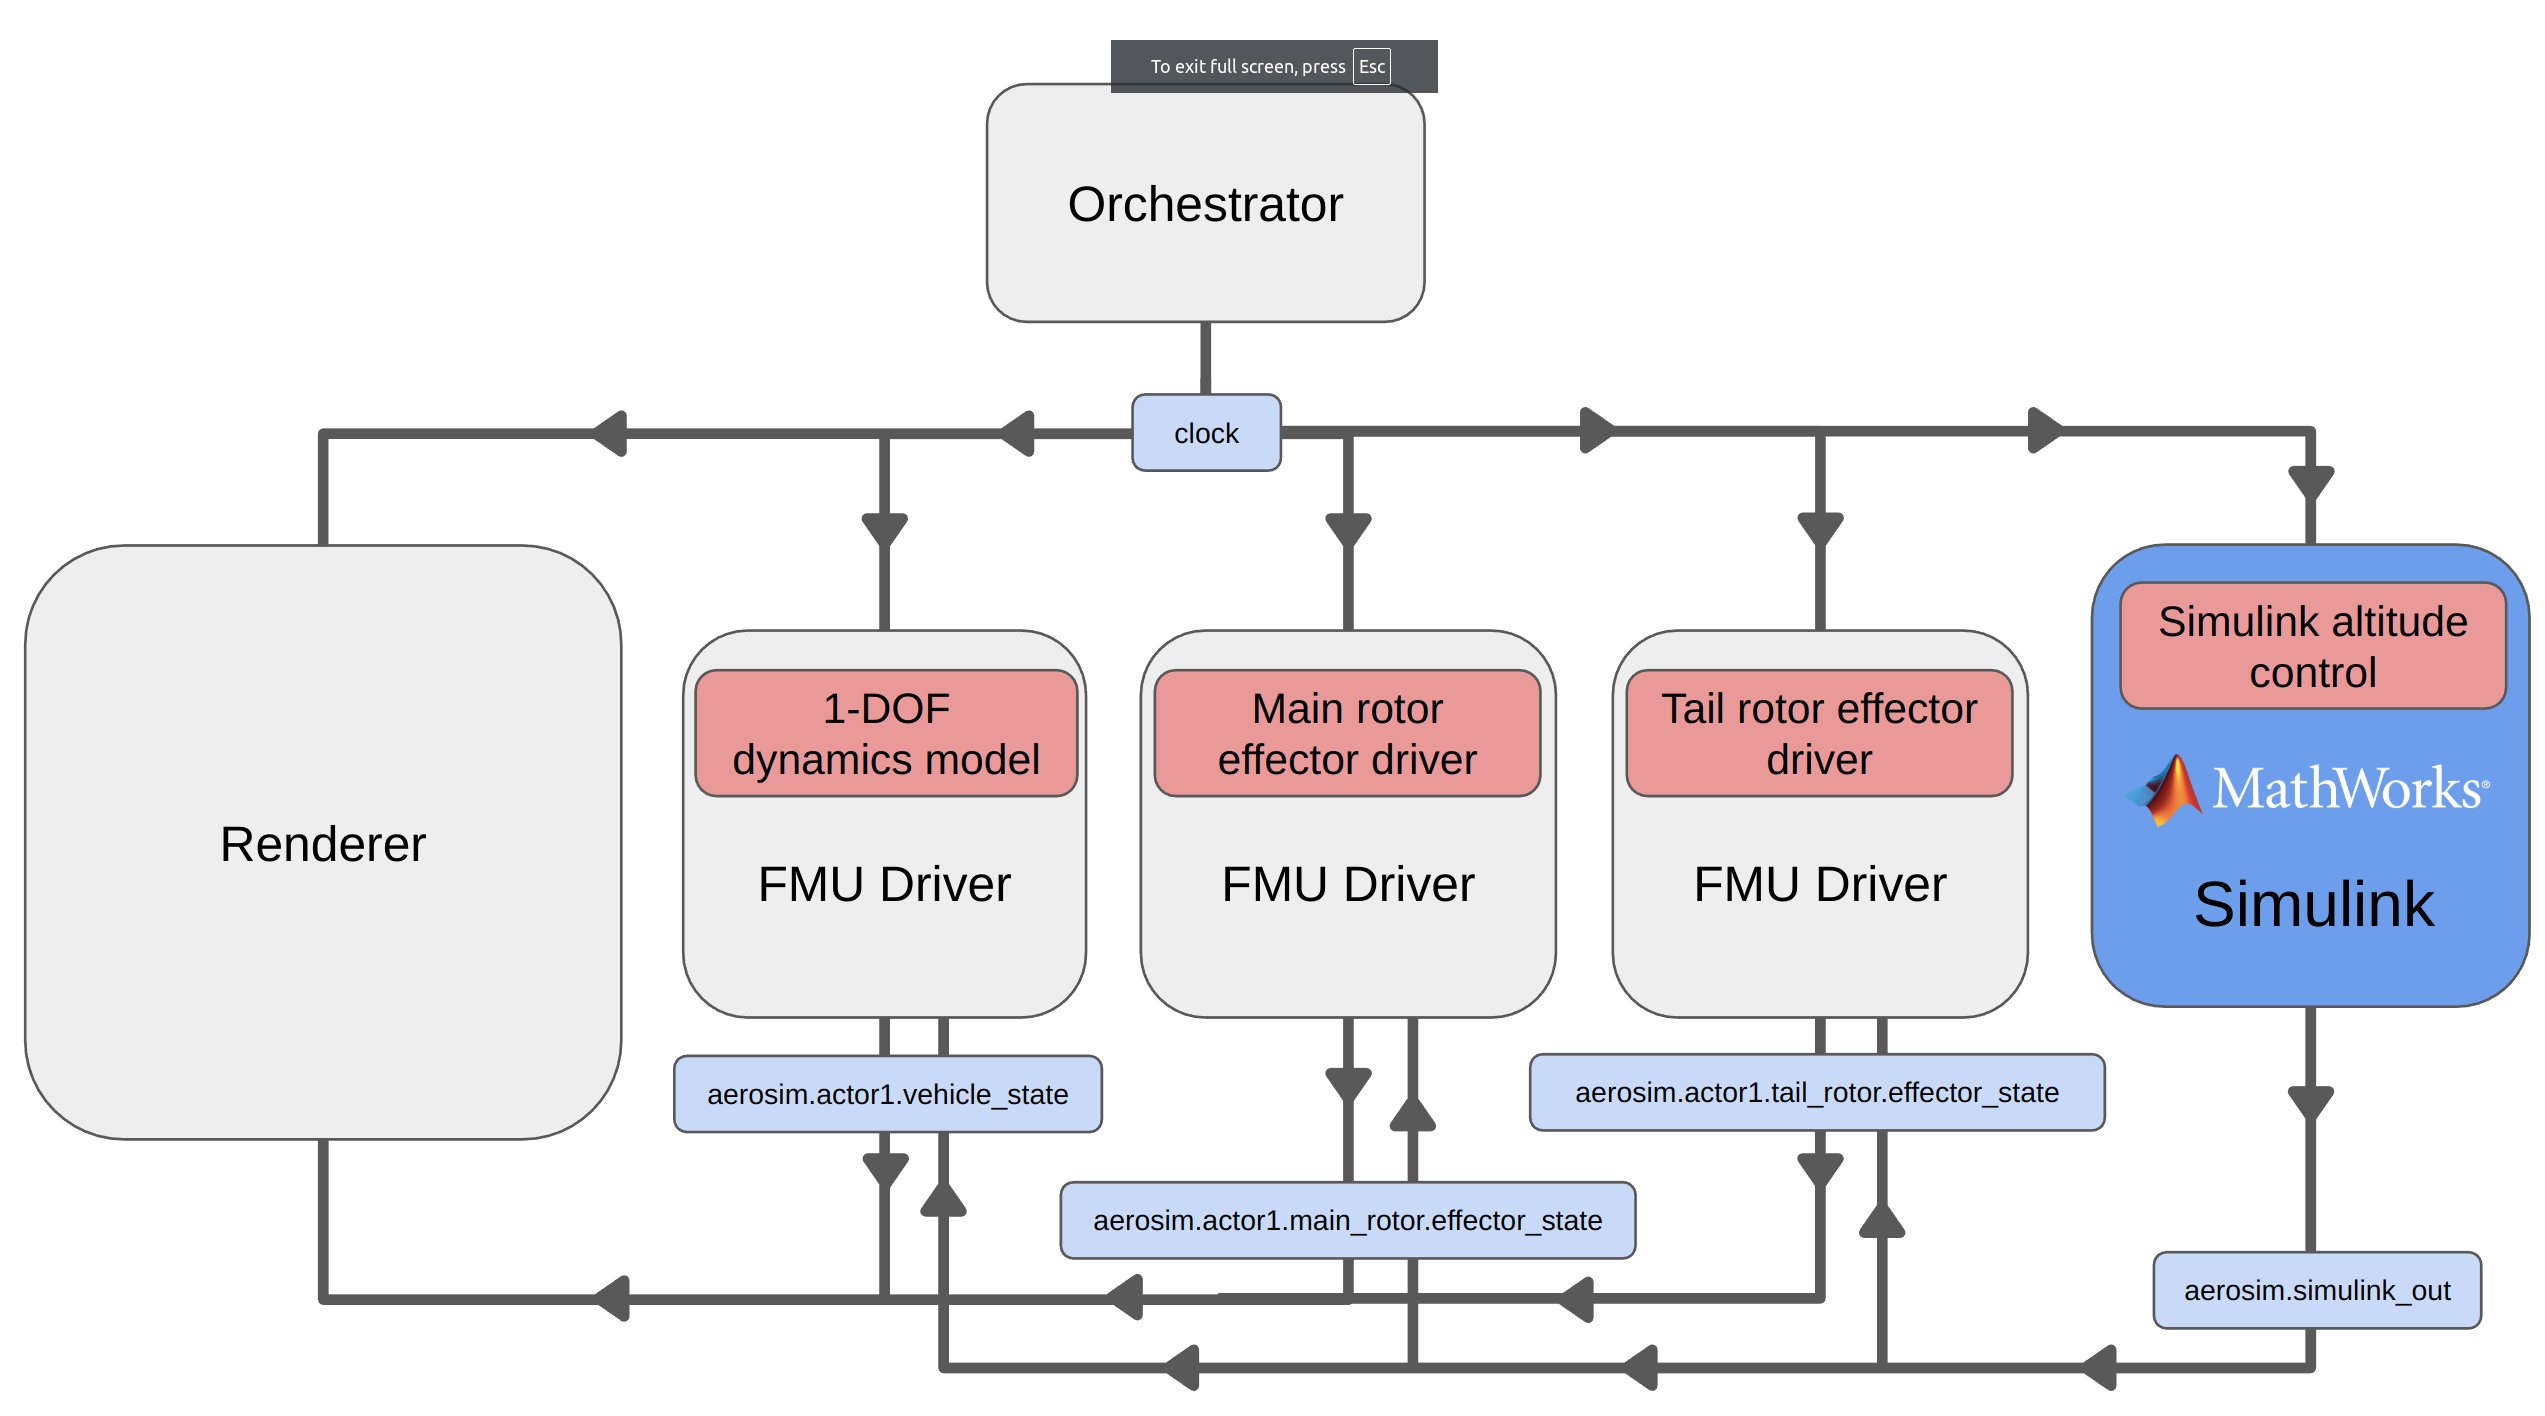 To exit full screen, press Esc
Orchestrator
clock
Renderer
1-DOF
dynamics model
FMU Driver
Main rotor
effector driver
FMU Driver
Tail rotor effector
driver
FMU Driver
Simulink altitude
control
MathWorks®
Simulink
aerosim.actor1.vehicle_state
aerosim.actor1.main_rotor.effector_state
aerosim.actor1.tail_rotor.effector_state
aerosim.simulink_out